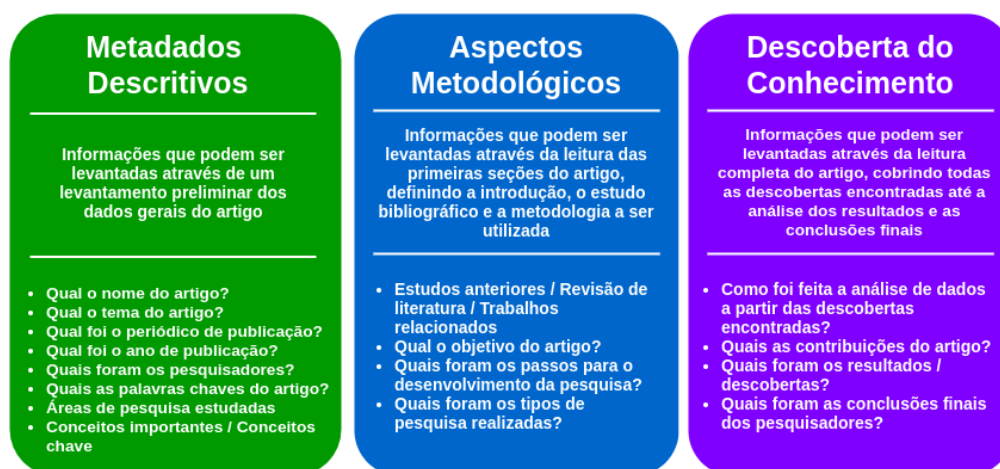 Metadados
Descritivos
Informações que podem ser
levantadas através de um
levantamento preliminar dos
dados gerais do artigo
• Qual o nome do artigo?
• Qual o tema do artigo?
• Qual foi o periódico de publicação?
• Qual foi o ano de publicação?
• Quais foram os pesquisadores?
• Quais as palavras chaves do artigo?
• Áreas de pesquisa estudadas
• Conceitos importantes / Conceitos
chave
Aspectos
Metodológicos
Informações que podem ser
levantadas através da leitura das
primeiras seções do artigo,
definindo a introdução, o estudo
bibliográfico e a metodologia a ser
utilizada
• Estudos anteriores / Revisão de
literatura / Trabalhos
relacionados
• Qual o objetivo do artigo?
• Quais foram os passos para o
desenvolvimento da pesquisa?
• Quais foram os tipos de
pesquisa realizadas?
Descoberta do
Conhecimento
Informações que podem ser
levantadas através da leitura
completa do artigo, cobrindo todas
as descobertas encontradas até a
análise dos resultados e as
conclusões finais
• Como foi feita a análise de dados
a partir das descobertas
encontradas?
• Quais as contribuições do artigo?
• Quais foram os resultados /
descobertas?
• Quais foram as conclusões finais
dos pesquisadores?